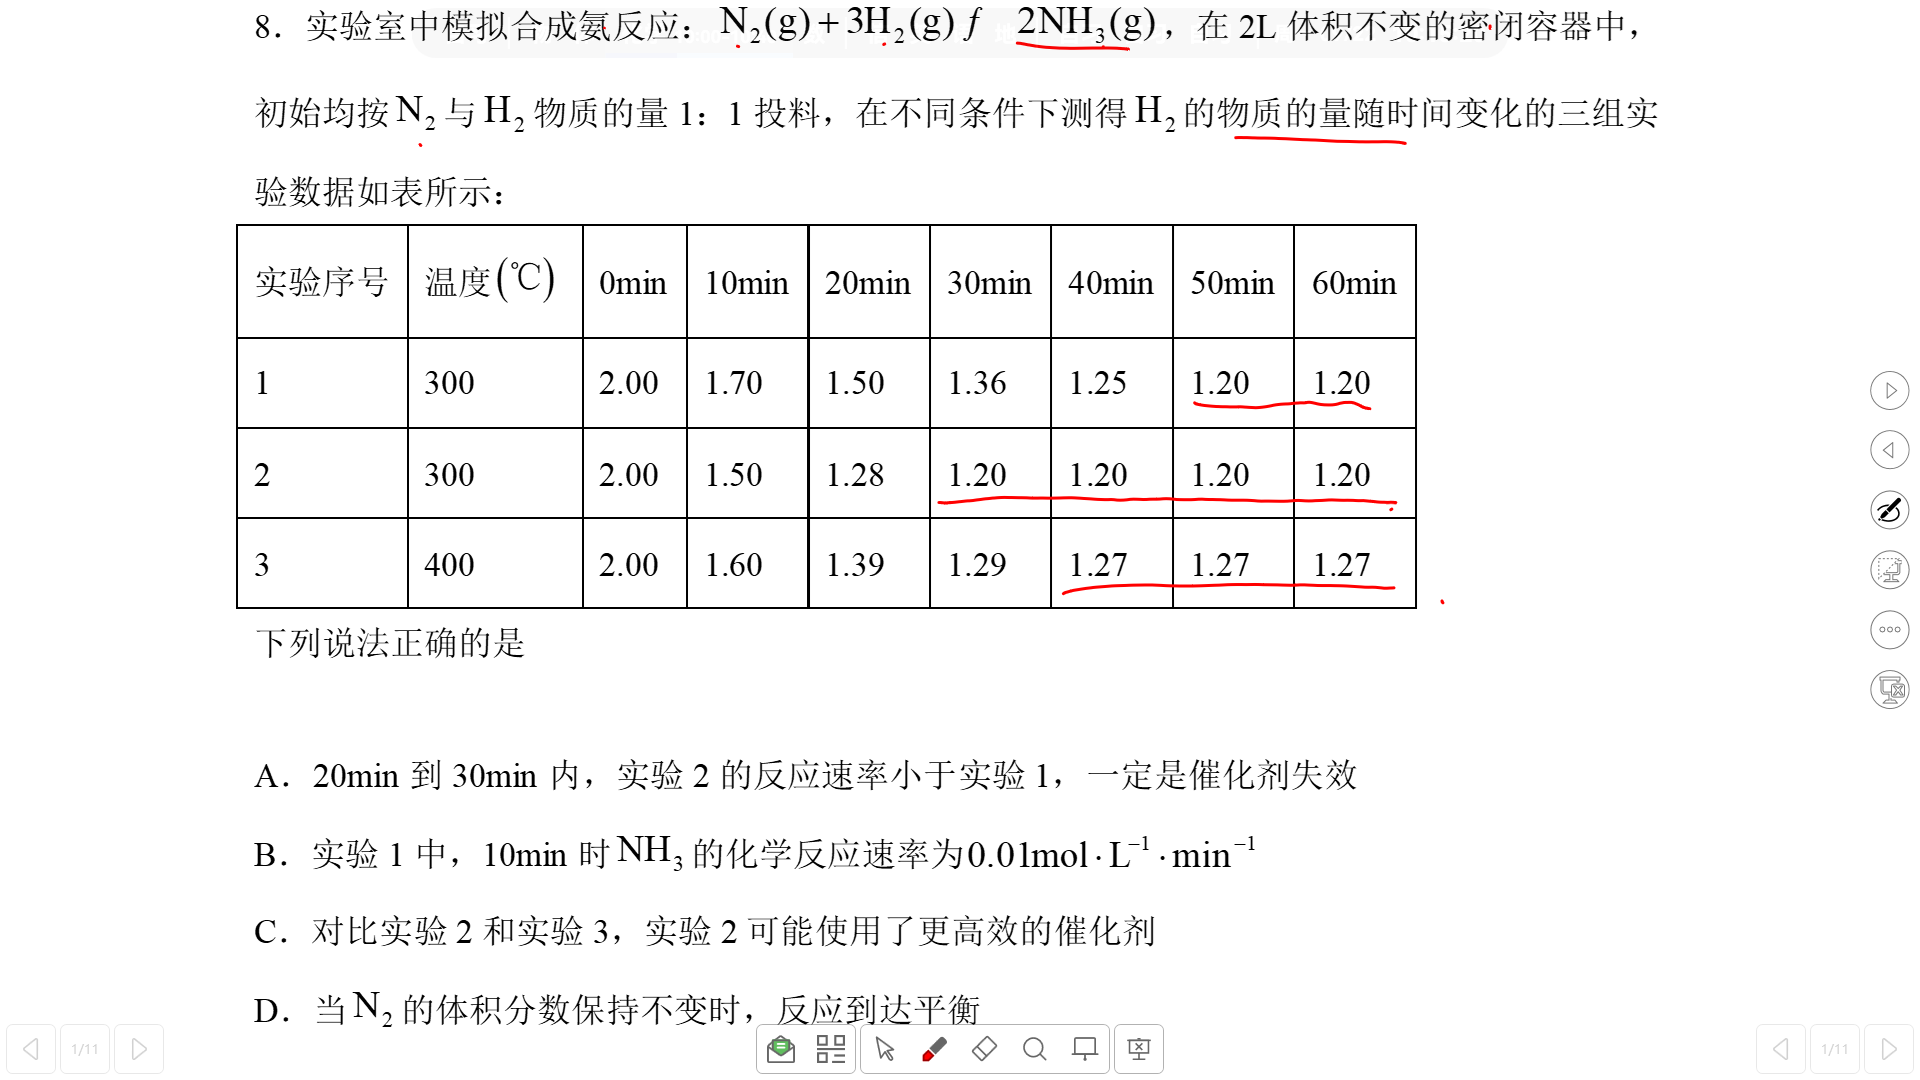 8．实验室中模拟合成氨反应：N₂(g)+3H₂(g) f 2NH₃(g)，在 2L 体积不变的密闭容器中，
初始均按 N₂ 与 H₂ 物质的量 1：1 投料，在不同条件下测得 H₂ 的物质的量随时间变化的三组实
验数据如表所示：
实验序号 温度(℃) 0min 10min 20min 30min 40min 50min 60min
1 300 2.00 1.70 1.50 1.36 1.25 1.20 1.20
2 300 2.00 1.50 1.28 1.20 1.20 1.20 1.20
3 400 2.00 1.60 1.39 1.29 1.27 1.27 1.27
下列说法正确的是
A．20min 到 30min 内，实验 2 的反应速率小于实验 1，一定是催化剂失效
B．实验 1 中，10min 时 NH₃ 的化学反应速率为0.01mol·L⁻¹·min⁻¹
C．对比实验 2 和实验 3，实验 2 可能使用了更高效的催化剂
D．当 N₂ 的体积分数保持不变时，反应到达平衡
1/11
1/11